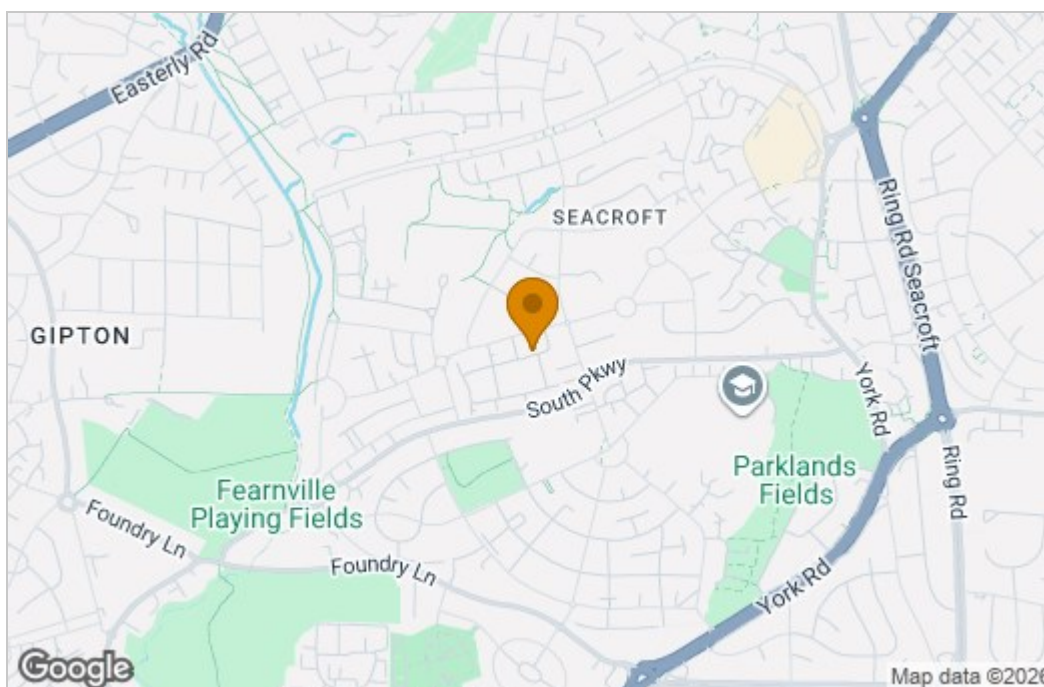 Easterly Rd
SEACROFT
Ring Rd Seacroft
GIPTON
South Pkwy
York Rd
Parklands
Fields
Ring Rd
Fearnville
Playing Fields
Foundry Ln
Foundry Ln
York Rd
Google
Map data ©2026